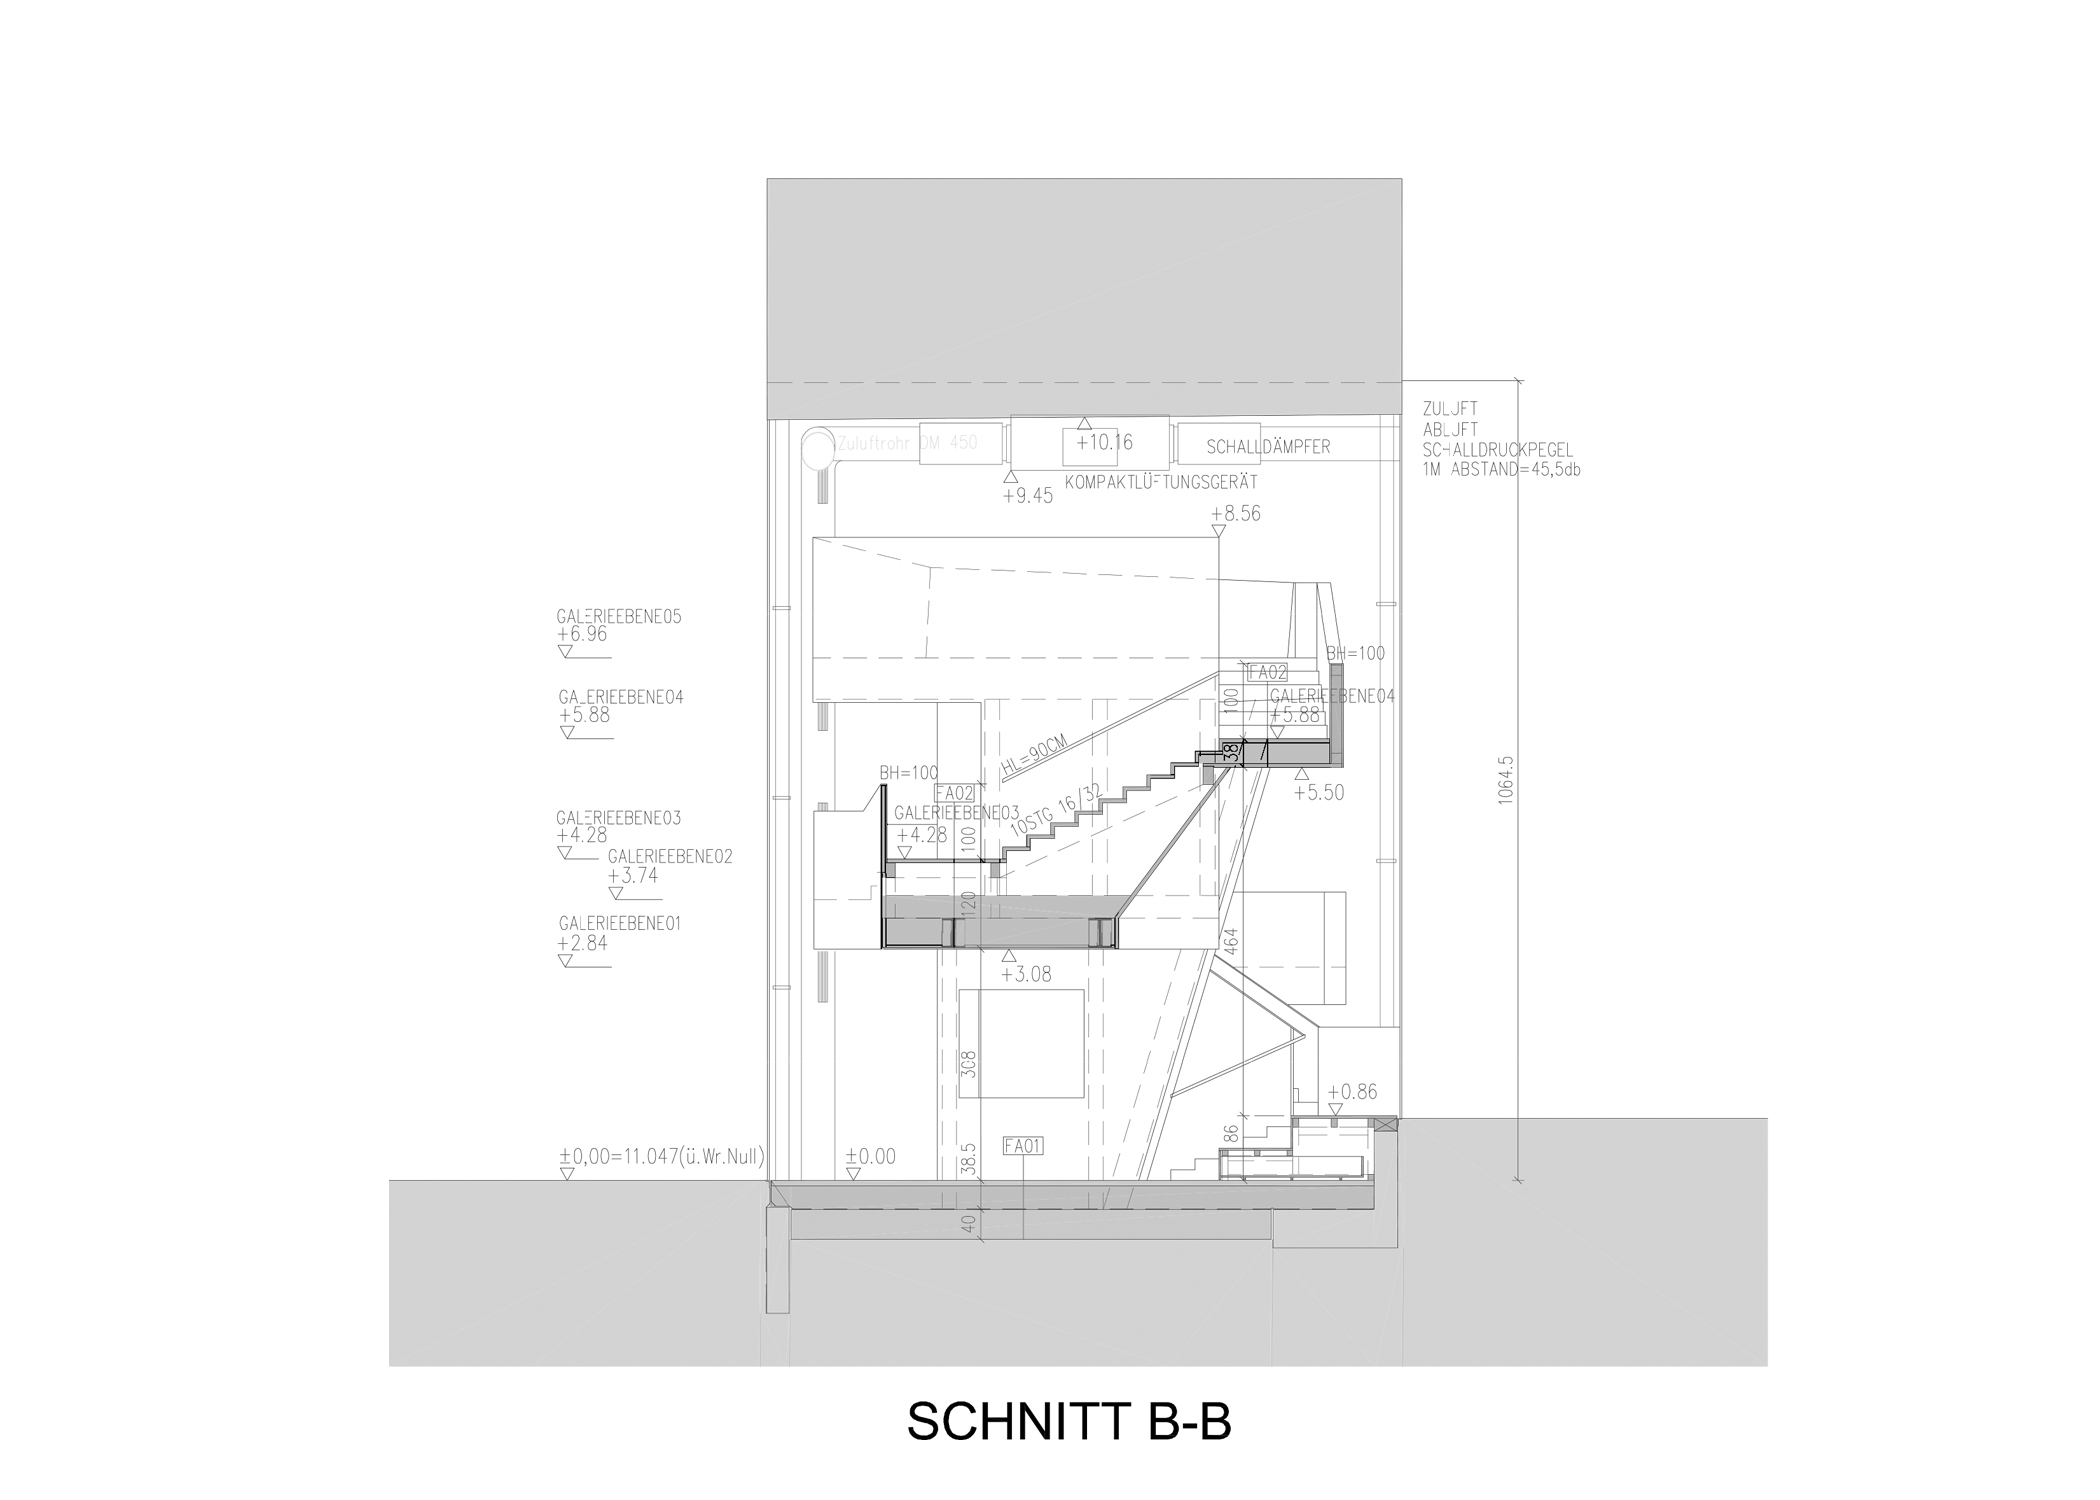 ZULUFT
ABLUFT
SCHALLDRUCKPEGEL
1M ABSTAND=45,5db
Zuluftrohr DM 450
+10.16
SCHALLDÄMPFER
KOMPAKTLÜFTUNGSGERÄT
+9.45
+8.56
GALERIEEBENE05
+6.96
BH=100
FA02
GALERIEEBENE04
+5.88
GALERIEEBENE04
+5.88
100
38
HL=90CM
1064.5
BH=100
FA02
+5.50
10STG 16/32
GALERIEEBENE03
+4.28
GALERIEEBENE03
+4.28
100
GALERIEEBENE02
+3.74
120
GALERIEEBENE01
+2.84
464
+3.08
308
+0.86
86
FA01
±0,00=11.047(ü.Wr.Null)
±0.00
38.5
40
SCHNITT B-B